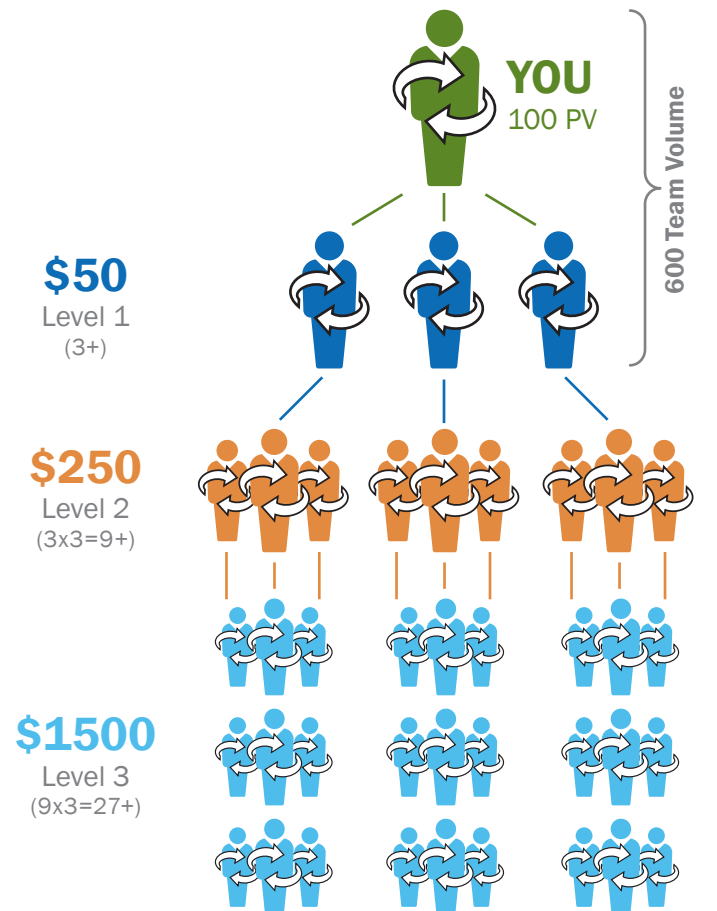 YOU
100 PV
600 Team Volume
$50
Level 1
(3+)
$250
Level 2
(3x3=9+)
$1500
Level 3
(9x3=27+)